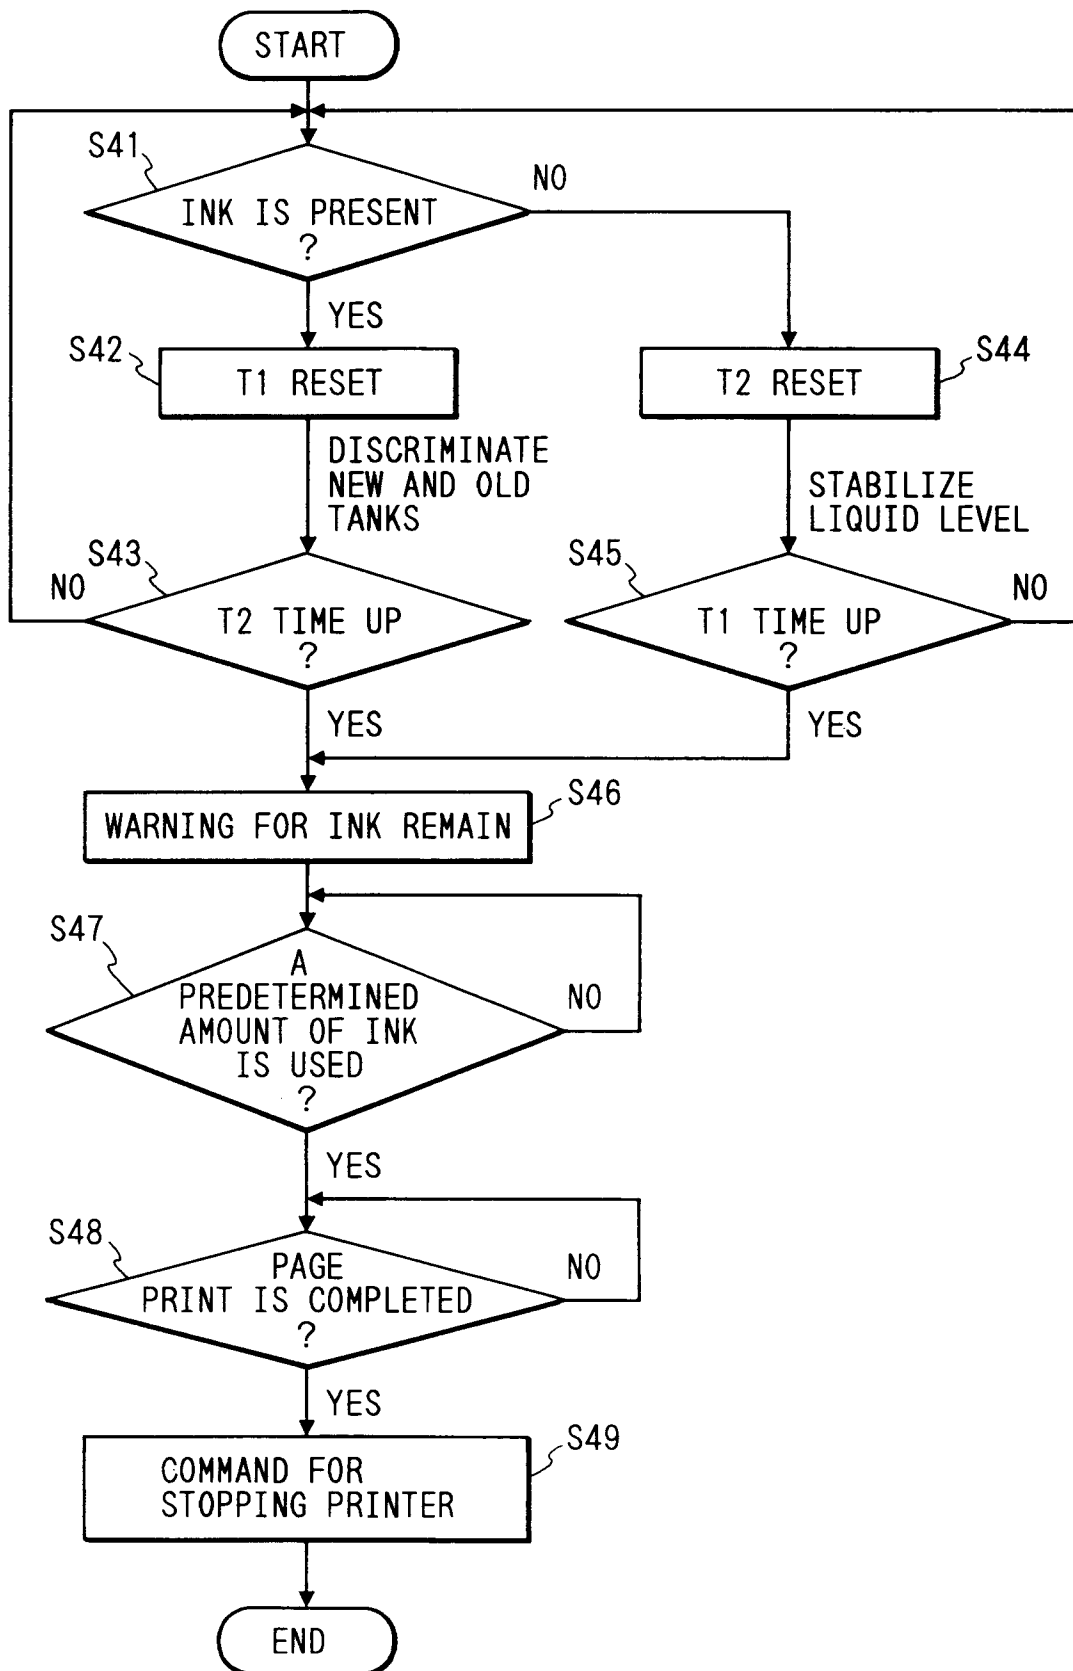 START
S41
NO
INK IS PRESENT
?
YES
S42
T1 RESET
S44
T2 RESET
DISCRIMINATE
NEW AND OLD
TANKS
STABILIZE
LIQUID LEVEL
S43
NO
T2 TIME UP
?
S45
NO
T1 TIME UP
?
YES
YES
S46
WARNING FOR INK REMAIN
S47
A
PREDETERMINED
AMOUNT OF INK
IS USED
?
NO
YES
S48
PAGE
PRINT IS COMPLETED
?
NO
YES
S49
COMMAND FOR
STOPPING PRINTER
END